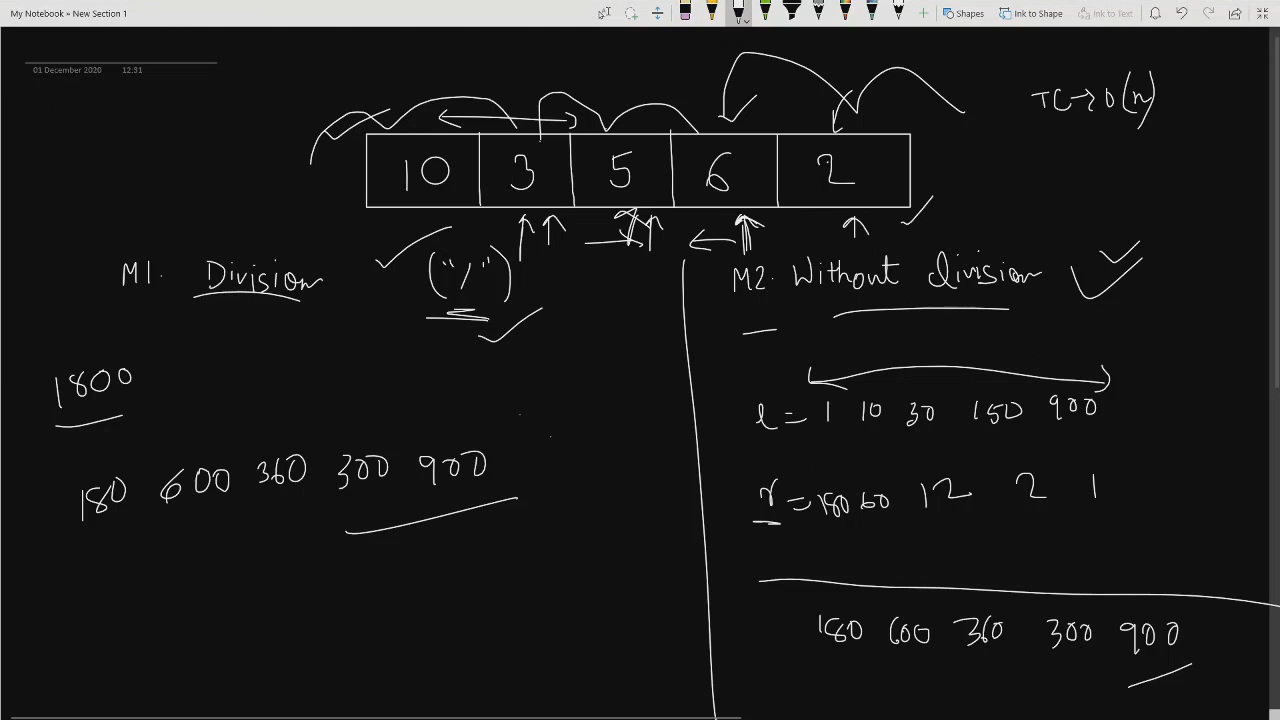 My Notebook » New Section 1
Shapes Ink to Shape Ink to Text
01 December 2020 12:31
TC → O(n)
10 3 5 6 2
M1. Division ("/")
M2. Without division
1800
l = 1 10 30 150 900
180 600 360 300 900
r = 180 60 12 2 1
180 600 360 300 900